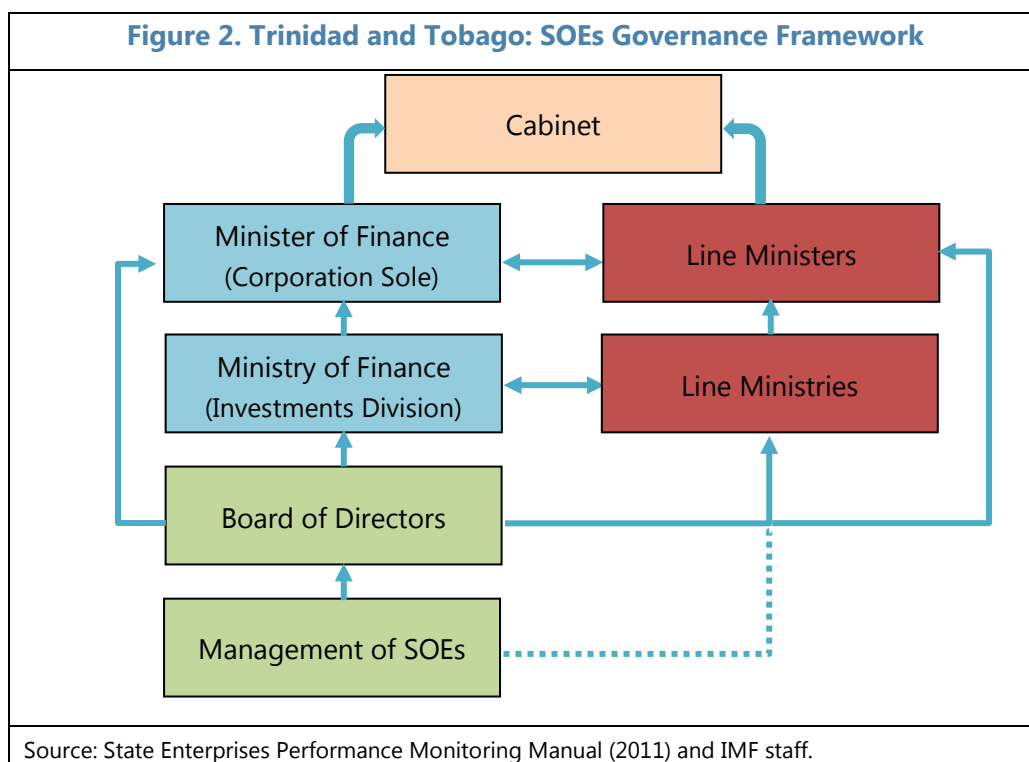 Figure 2. Trinidad and Tobago: SOEs Governance Framework
Cabinet
Minister of Finance
(Corporation Sole)
Line Ministers
Ministry of Finance
(Investments Division)
Line Ministries
Board of Directors
Management of SOEs
Source: State Enterprises Performance Monitoring Manual (2011) and IMF staff.